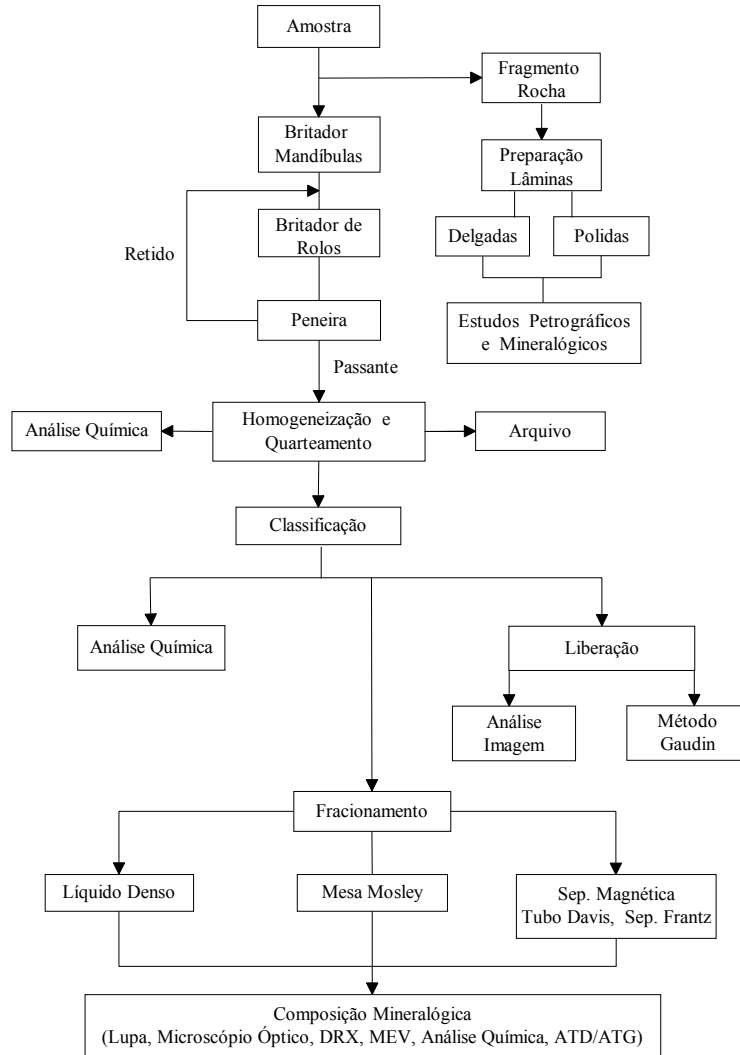 Amostra
Fragmento
Rocha
Britador
Mandíbulas
Preparação
Lâminas
Britador de
Rolos
Delgadas
Polidas
Retido
Peneira
Estudos Petrográficos
e Mineralógicos
Passante
Análise Química
Homogeneização e
Quarteamento
Arquivo
Classificação
Análise Química
Liberação
Análise
Imagem
Método
Gaudin
Fracionamento
Líquido Denso
Mesa Mosley
Sep. Magnética
Tubo Davis, Sep. Frantz
Composição Mineralógica
(Lupa, Microscópio Óptico, DRX, MEV, Análise Química, ATD/ATG)